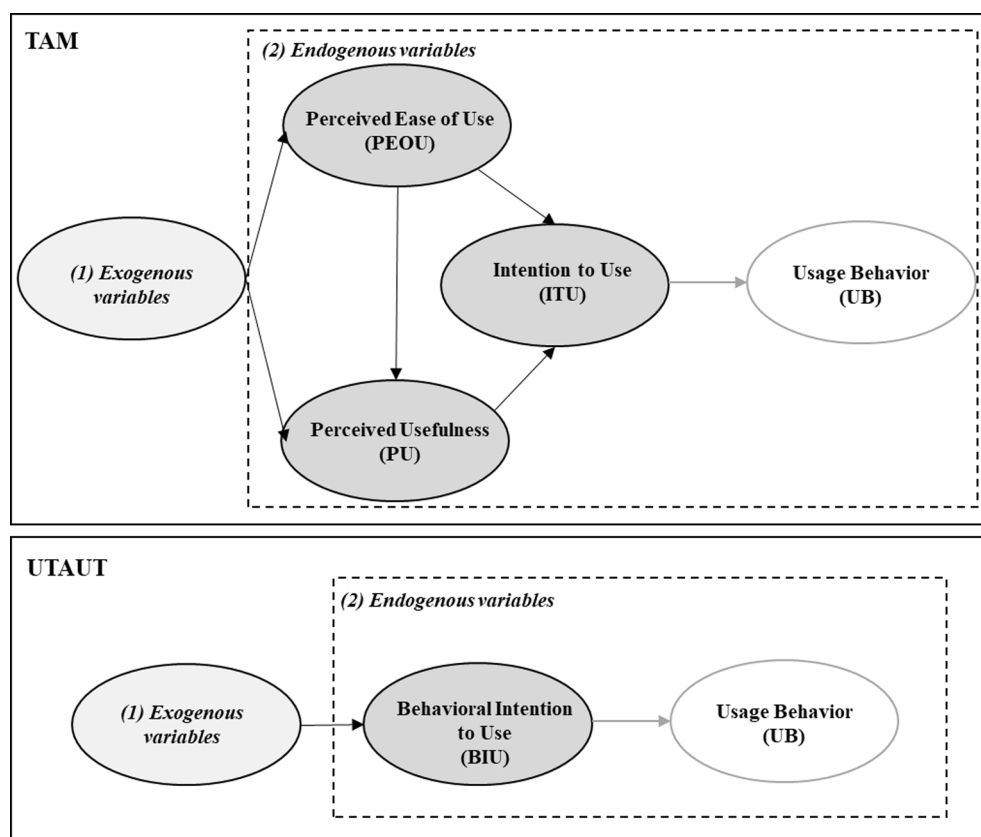 TAM
(2) Endogenous variables
Perceived Ease of Use
(PEOU)
(1) Exogenous
variables
Intention to Use
(ITU)
Usage Behavior
(UB)
Perceived Usefulness
(PU)
UTAUT
(2) Endogenous variables
(1) Exogenous
variables
Behavioral Intention
to Use
(BIU)
Usage Behavior
(UB)